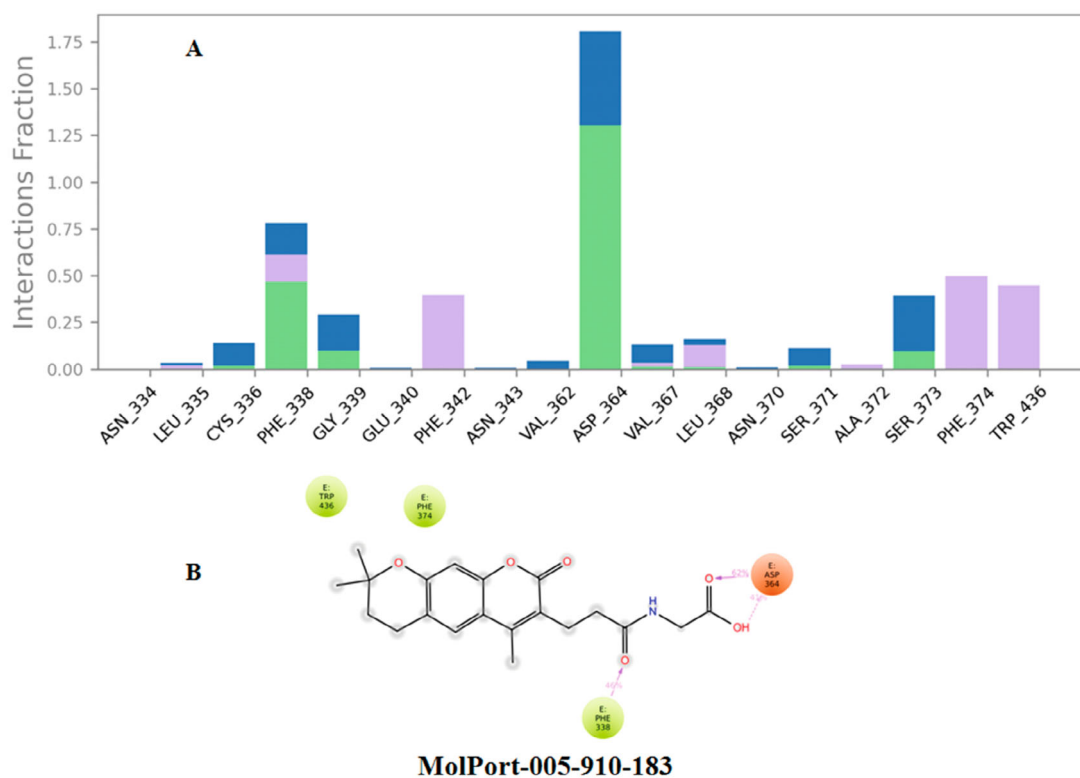 A
Interactions Fraction
1.75
1.50
1.25
1.00
0.75
0.50
0.25
0.00
ASN_334
LEU_335
CYS_336
PHE_338
GLY_339
GLU_340
PHE_342
ASN_343
VAL_362
ASP_364
VAL_367
LEU_368
ASN_370
SER_371
ALA_372
SER_373
PHE_374
TRP_436
E:
TRP
436
E:
PHE
374
B
O
O
O
O
62%
E:
ASP
364
H
N
OH
O
46%
E:
PHE
338
MolPort-005-910-183